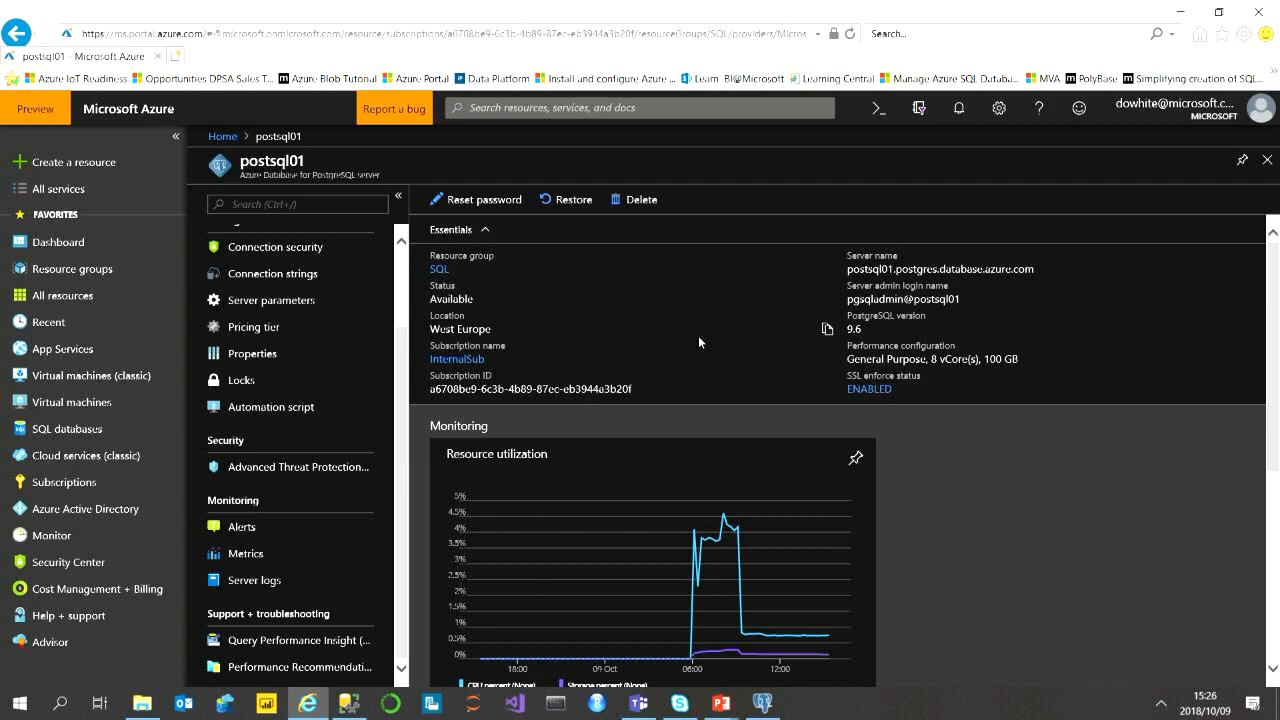 https://ms.portal.azure.com/#@microsoft.onmicrosoft.com/resource/subscriptions/a6708be9-6c3b-4b89-87ec-eb3944a3b20f/resourceGroups/SQL/providers/Micros
Search...
postsql01 - Microsoft Azure
Azure IoT Readiness
Opportunities DPSA Sales T...
Azure Blob Tutorial
Azure Portal
Data Platform
Install and configure Azure ...
Learn BI@Microsoft
Learning Central
Manage Azure SQL Databa...
MVA
PolyBase
Simplifying creation of SQL...
Preview
Microsoft Azure
Report a bug
Search resources, services, and docs
dowhite@microsoft.c...
MICROSOFT
Home > postsql01
postsql01
Azure Database for PostgreSQL server
Create a resource
All services
FAVORITES
Dashboard
Resource groups
All resources
Recent
App Services
Virtual machines (classic)
Virtual machines
SQL databases
Cloud services (classic)
Subscriptions
Azure Active Directory
Monitor
Security Center
Cost Management + Billing
Help + support
Advisor
Search (Ctrl+/)
Connection security
Connection strings
Server parameters
Pricing tier
Properties
Locks
Automation script
Security
Advanced Threat Protection...
Monitoring
Alerts
Metrics
Server logs
Support + troubleshooting
Query Performance Insight (...
Performance Recommendati...
Reset password
Restore
Delete
Essentials
Resource group
SQL
Status
Available
Location
West Europe
Subscription name
InternalSub
Subscription ID
a6708be9-6c3b-4b89-87ec-eb3944a3b20f
Server name
postsql01.postgres.database.azure.com
Server admin login name
pgsqladmin@postsql01
PostgreSQL version
9.6
Performance configuration
General Purpose, 8 vCore(s), 100 GB
SSL enforce status
ENABLED
Monitoring
Resource utilization
5%
4.5%
4%
3.5%
3%
2.5%
2%
1.5%
1%
0.5%
0%
18:00
09 Oct
06:00
12:00
CPU percent (None)
Storage percent (None)
15:26
2018/10/09